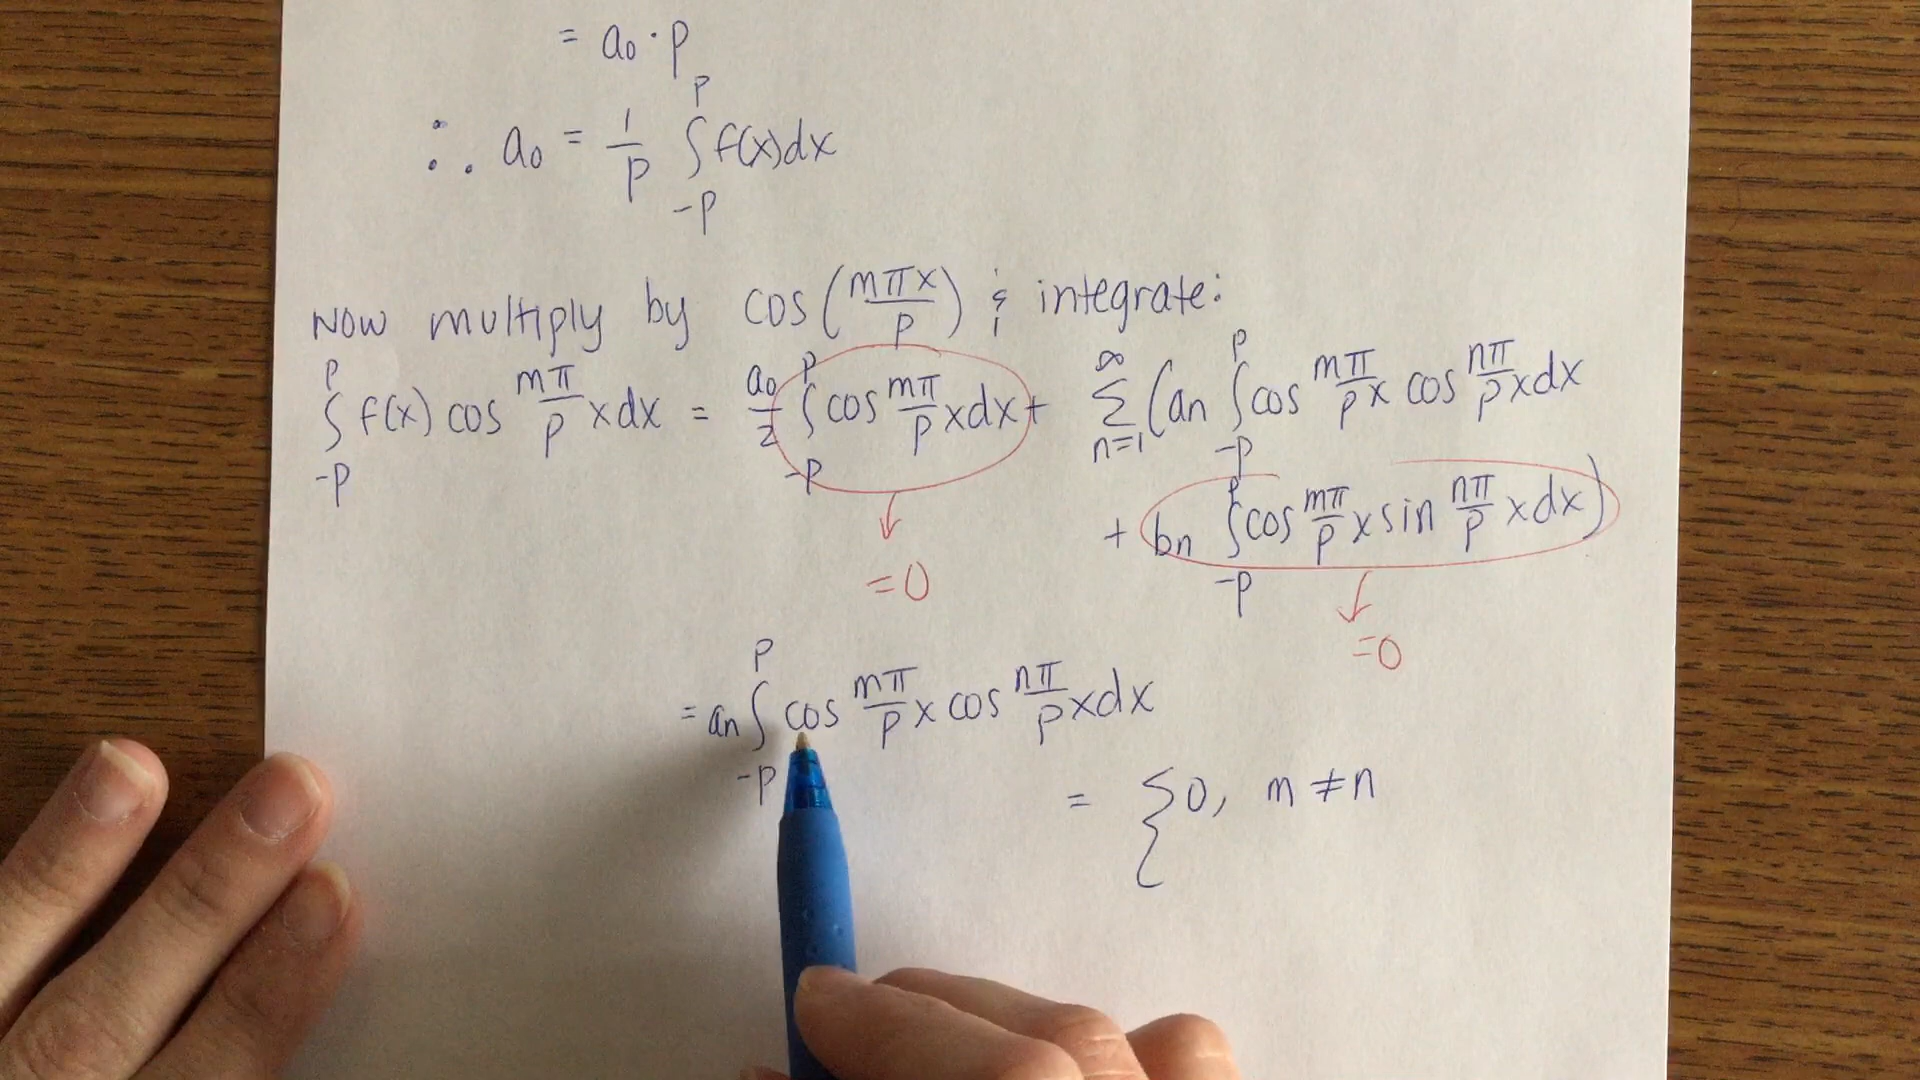 = a₀ · p
∴ a₀ = 1/p ∫_{-p}^{p} f(x)dx
Now multiply by cos(mπx/p) & integrate:
∫_{-p}^{p} f(x) cos mπ/p x dx = a₀/2 ∫_{-p}^{p} cos mπ/p x dx + ∑_{n=1}^{∞} (an ∫_{-p}^{p} cos mπ/p x cos nπ/p x dx
+ bn ∫_{-p}^{p} cos mπ/p x sin nπ/p x dx)
=0
=0
= an ∫_{-p}^{p} cos mπ/p x cos nπ/p x dx
= { 0, m ≠ n